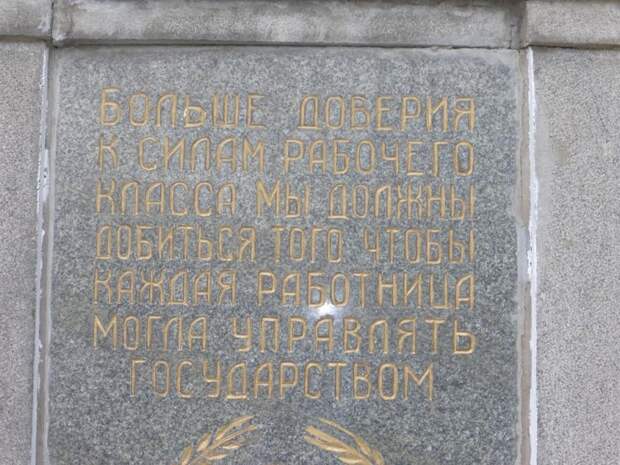 БОЛЬШЕ ДОВЕРИЯ
К СИЛАМ РАБОЧЕГО
КЛАССА МЫ ДОЛЖНЫ
ДОБИТЬСЯ ТОГО ЧТОБЫ
КАЖДАЯ РАБОТНИЦА
МОГЛА УПРАВЛЯТЬ
ГОСУДАРСТВОМ